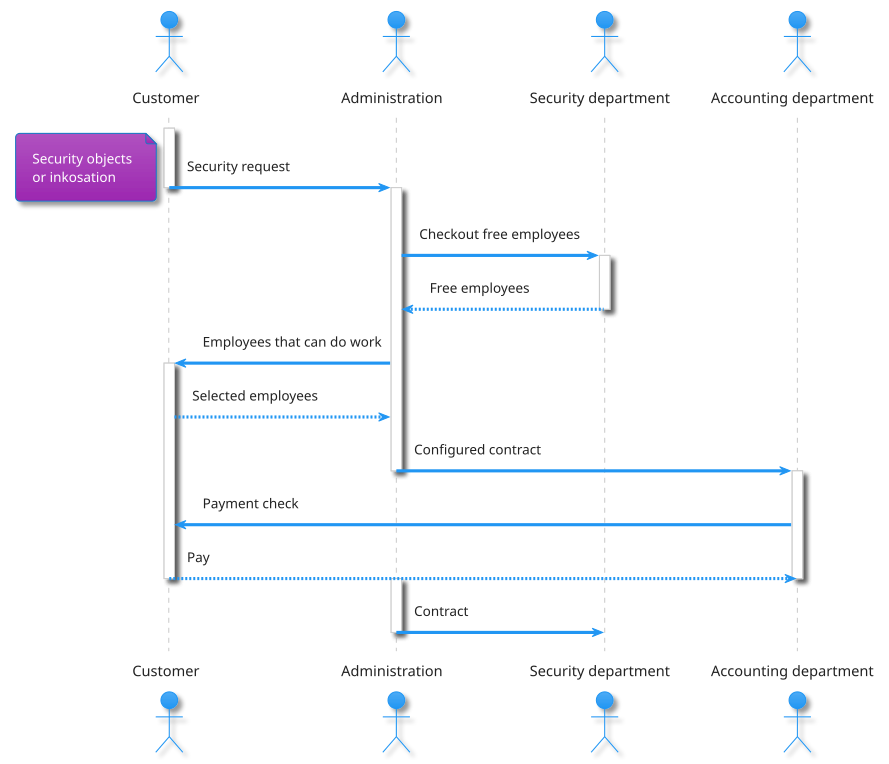 Customer
Administration
Security department
Accounting department
Security objects
or inkosation
Security request
Checkout free employees
Free employees
Employees that can do work
Selected employees
Configured contract
Payment check
Pay
Contract
Customer
Administration
Security department
Accounting department